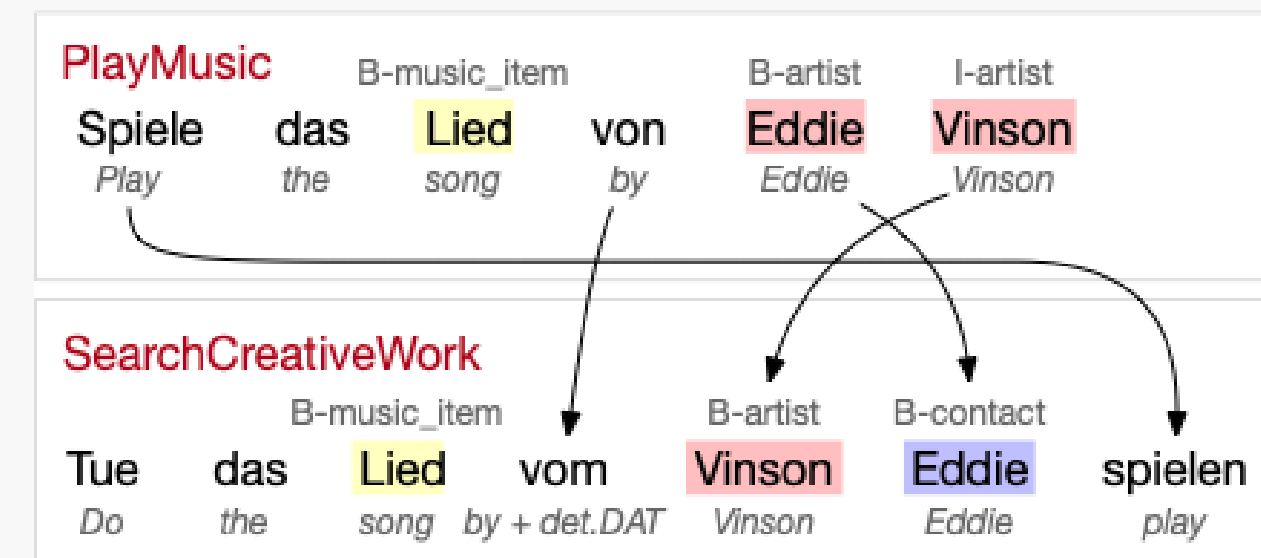 PlayMusic
B-music_item B-artist I-artist
Spiele das Lied von Eddie Vinson
Play the song by Eddie Vinson
SearchCreativeWork
B-music_item B-artist B-contact
Tue das Lied vom Vinson Eddie spielen
Do the song by + det.DAT Vinson Eddie play